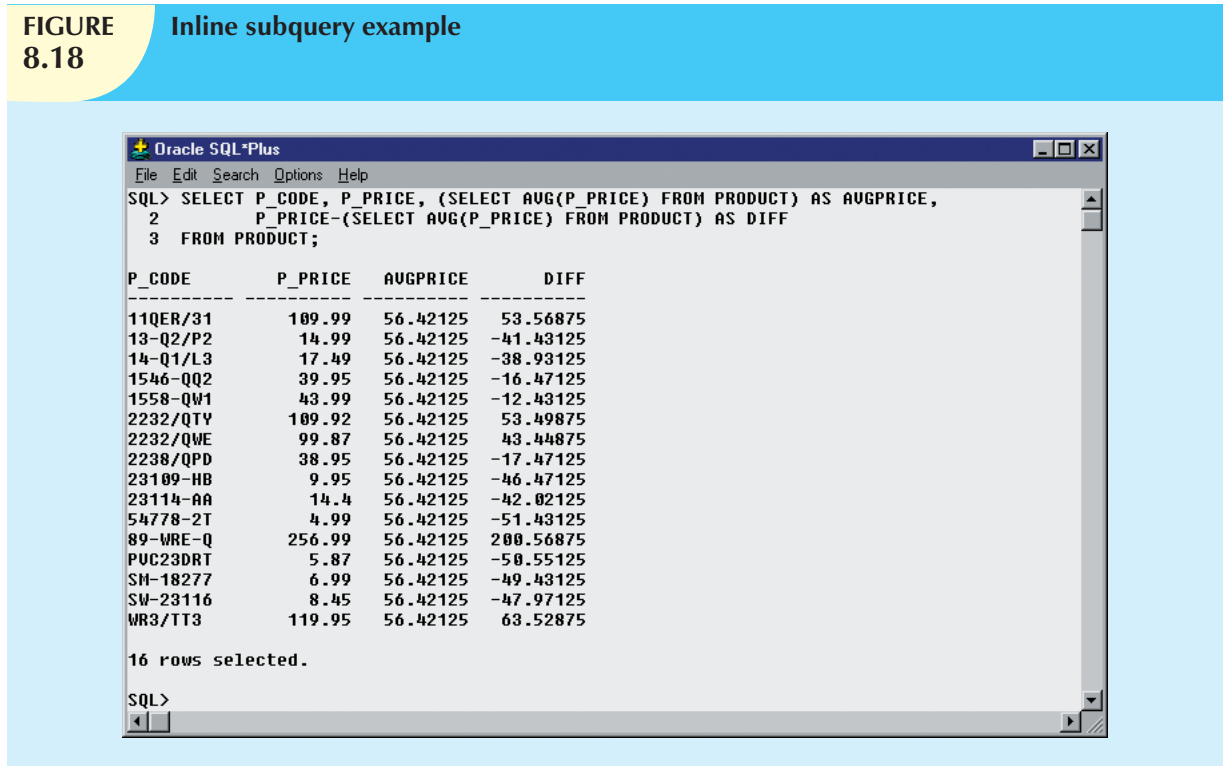 FIGURE
8.18
Inline subquery example
Oracle SQL*Plus
File Edit Search Options Help
SQL> SELECT P_CODE, P_PRICE, (SELECT AVG(P_PRICE) FROM PRODUCT) AS AVGPRICE,
  2         P_PRICE-(SELECT AVG(P_PRICE) FROM PRODUCT) AS DIFF
  3  FROM PRODUCT;
P_CODE        P_PRICE   AVGPRICE       DIFF
---------- ---------- ---------- ----------
11QER/31       109.99   56.42125   53.56875
13-Q2/P2        14.99   56.42125  -41.43125
14-Q1/L3        17.49   56.42125  -38.93125
1546-QQ2        39.95   56.42125  -16.47125
1558-QW1        43.99   56.42125  -12.43125
2232/QTY       109.92   56.42125   53.49875
2232/QWE        99.87   56.42125   43.44875
2238/QPD        38.95   56.42125  -17.47125
23109-HB         9.95   56.42125  -46.47125
23114-AA         14.4   56.42125  -42.02125
54778-2T         4.99   56.42125  -51.43125
89-WRE-Q       256.99   56.42125  200.56875
PVC23DRT         5.87   56.42125  -50.55125
SM-18277         6.99   56.42125  -49.43125
SW-23116         8.45   56.42125  -47.97125
WR3/TT3        119.95   56.42125   63.52875
16 rows selected.
SQL>